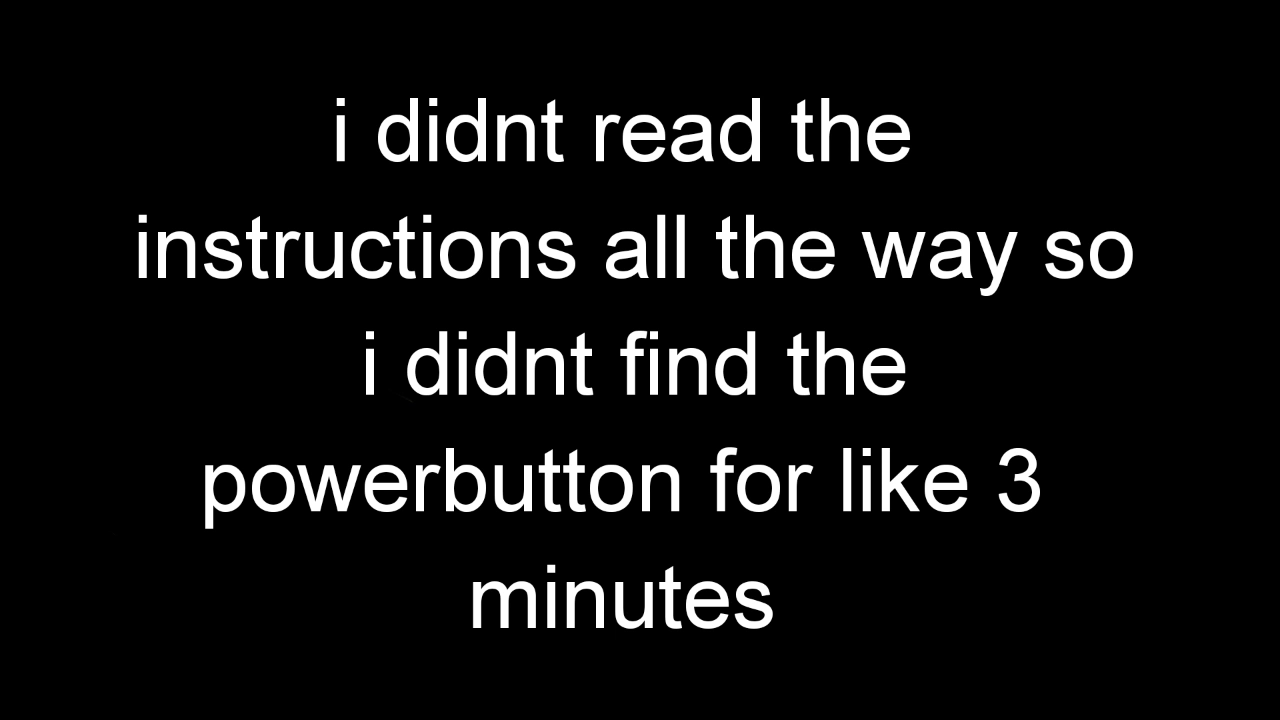 i didnt read the
instructions all the way so
i didnt find the
powerbutton for like 3
minutes